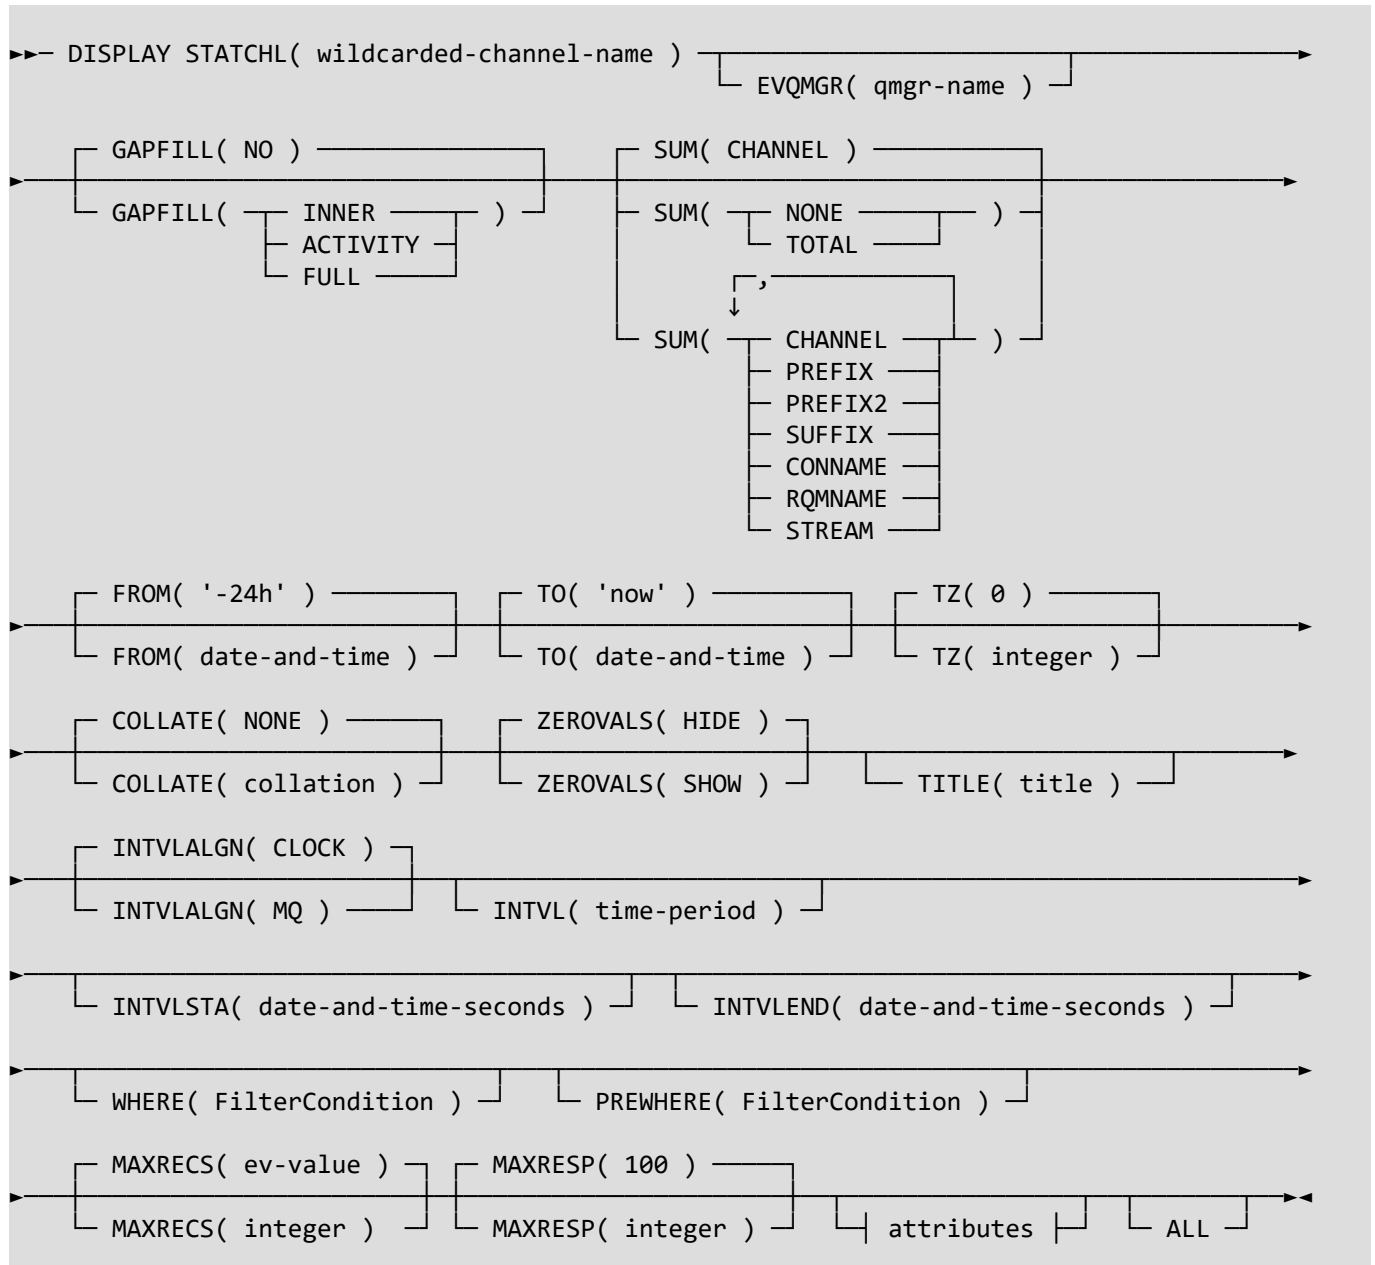 DISPLAY STATCHL( wildcarded-channel-name )
EVQMGR( qmgr-name )
GAPFILL( NO ) SUM( CHANNEL )
GAPFILL( INNER ) SUM( NONE )
ACTIVITY TOTAL
FULL ,
SUM( CHANNEL )
PREFIX
PREFIX2
SUFFIX
CONNAME
RQMNAME
STREAM
FROM( '-24h' ) TO( 'now' ) TZ( 0 )
FROM( date-and-time ) TO( date-and-time ) TZ( integer )
COLLATE( NONE ) ZEROVALS( HIDE )
COLLATE( collation ) ZEROVALS( SHOW ) TITLE( title )
INTVLALGN( CLOCK )
INTVLALGN( MQ ) INTVL( time-period )
INTVLSTA( date-and-time-seconds ) INTVLEND( date-and-time-seconds )
WHERE( FilterCondition ) PREWHERE( FilterCondition )
MAXRECS( ev-value ) MAXRESP( 100 )
MAXRECS( integer ) MAXRESP( integer ) attributes ALL